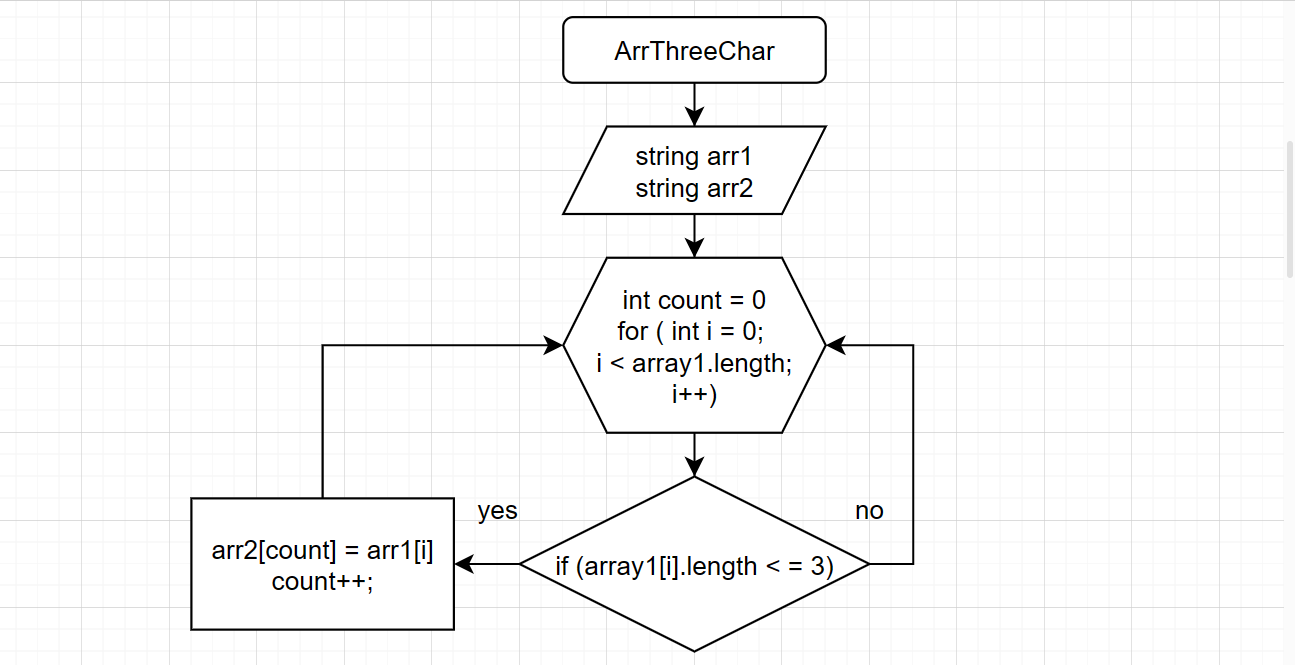 ArrThreeChar
string arr1
string arr2
int count = 0
for ( int i = 0;
i < array1.length;
i++)
yes
no
arr2[count] = arr1[i]
count++;
if (array1[i].length < = 3)